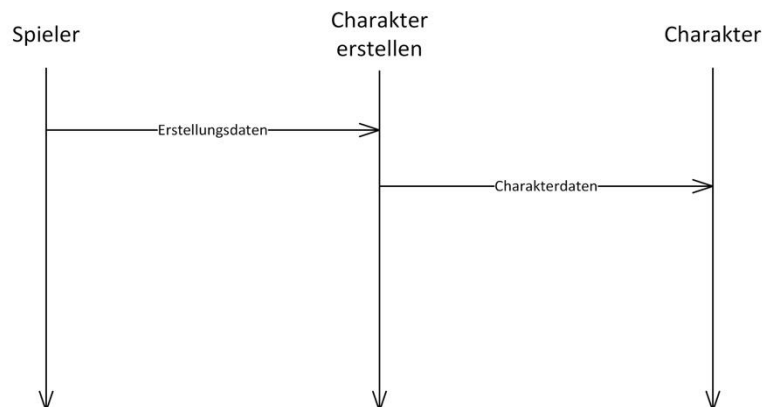 Spieler
Charakter
erstellen
Charakter
Erstellungsdaten
Charakterdaten